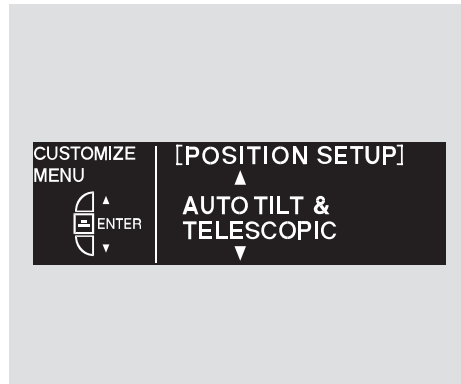 CUSTOMIZE
MENU
ENTER
[POSITION SETUP]
▲
AUTO TILT &
TELESCOPIC
▼